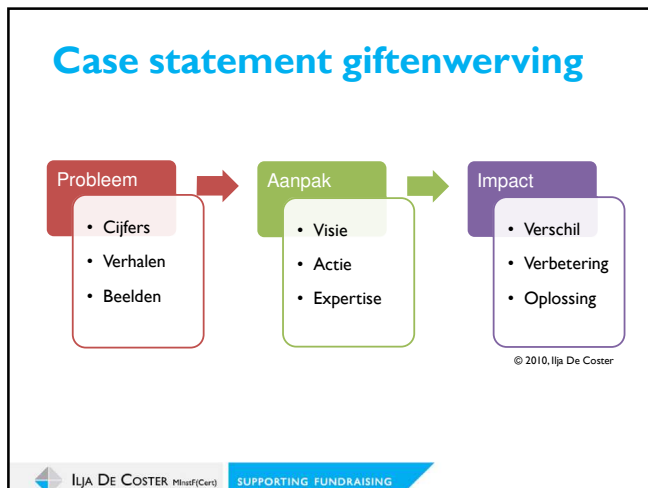 Case statement giftenwerving
Probleem
• Cijfers
• Verhalen
• Beelden
Aanpak
• Visie
• Actie
• Expertise
Impact
• Verschil
• Verbetering
• Oplossing
© 2010, Ilja De Coster
ILJA DE COSTER MInstF(Cert)
SUPPORTING FUNDRAISING